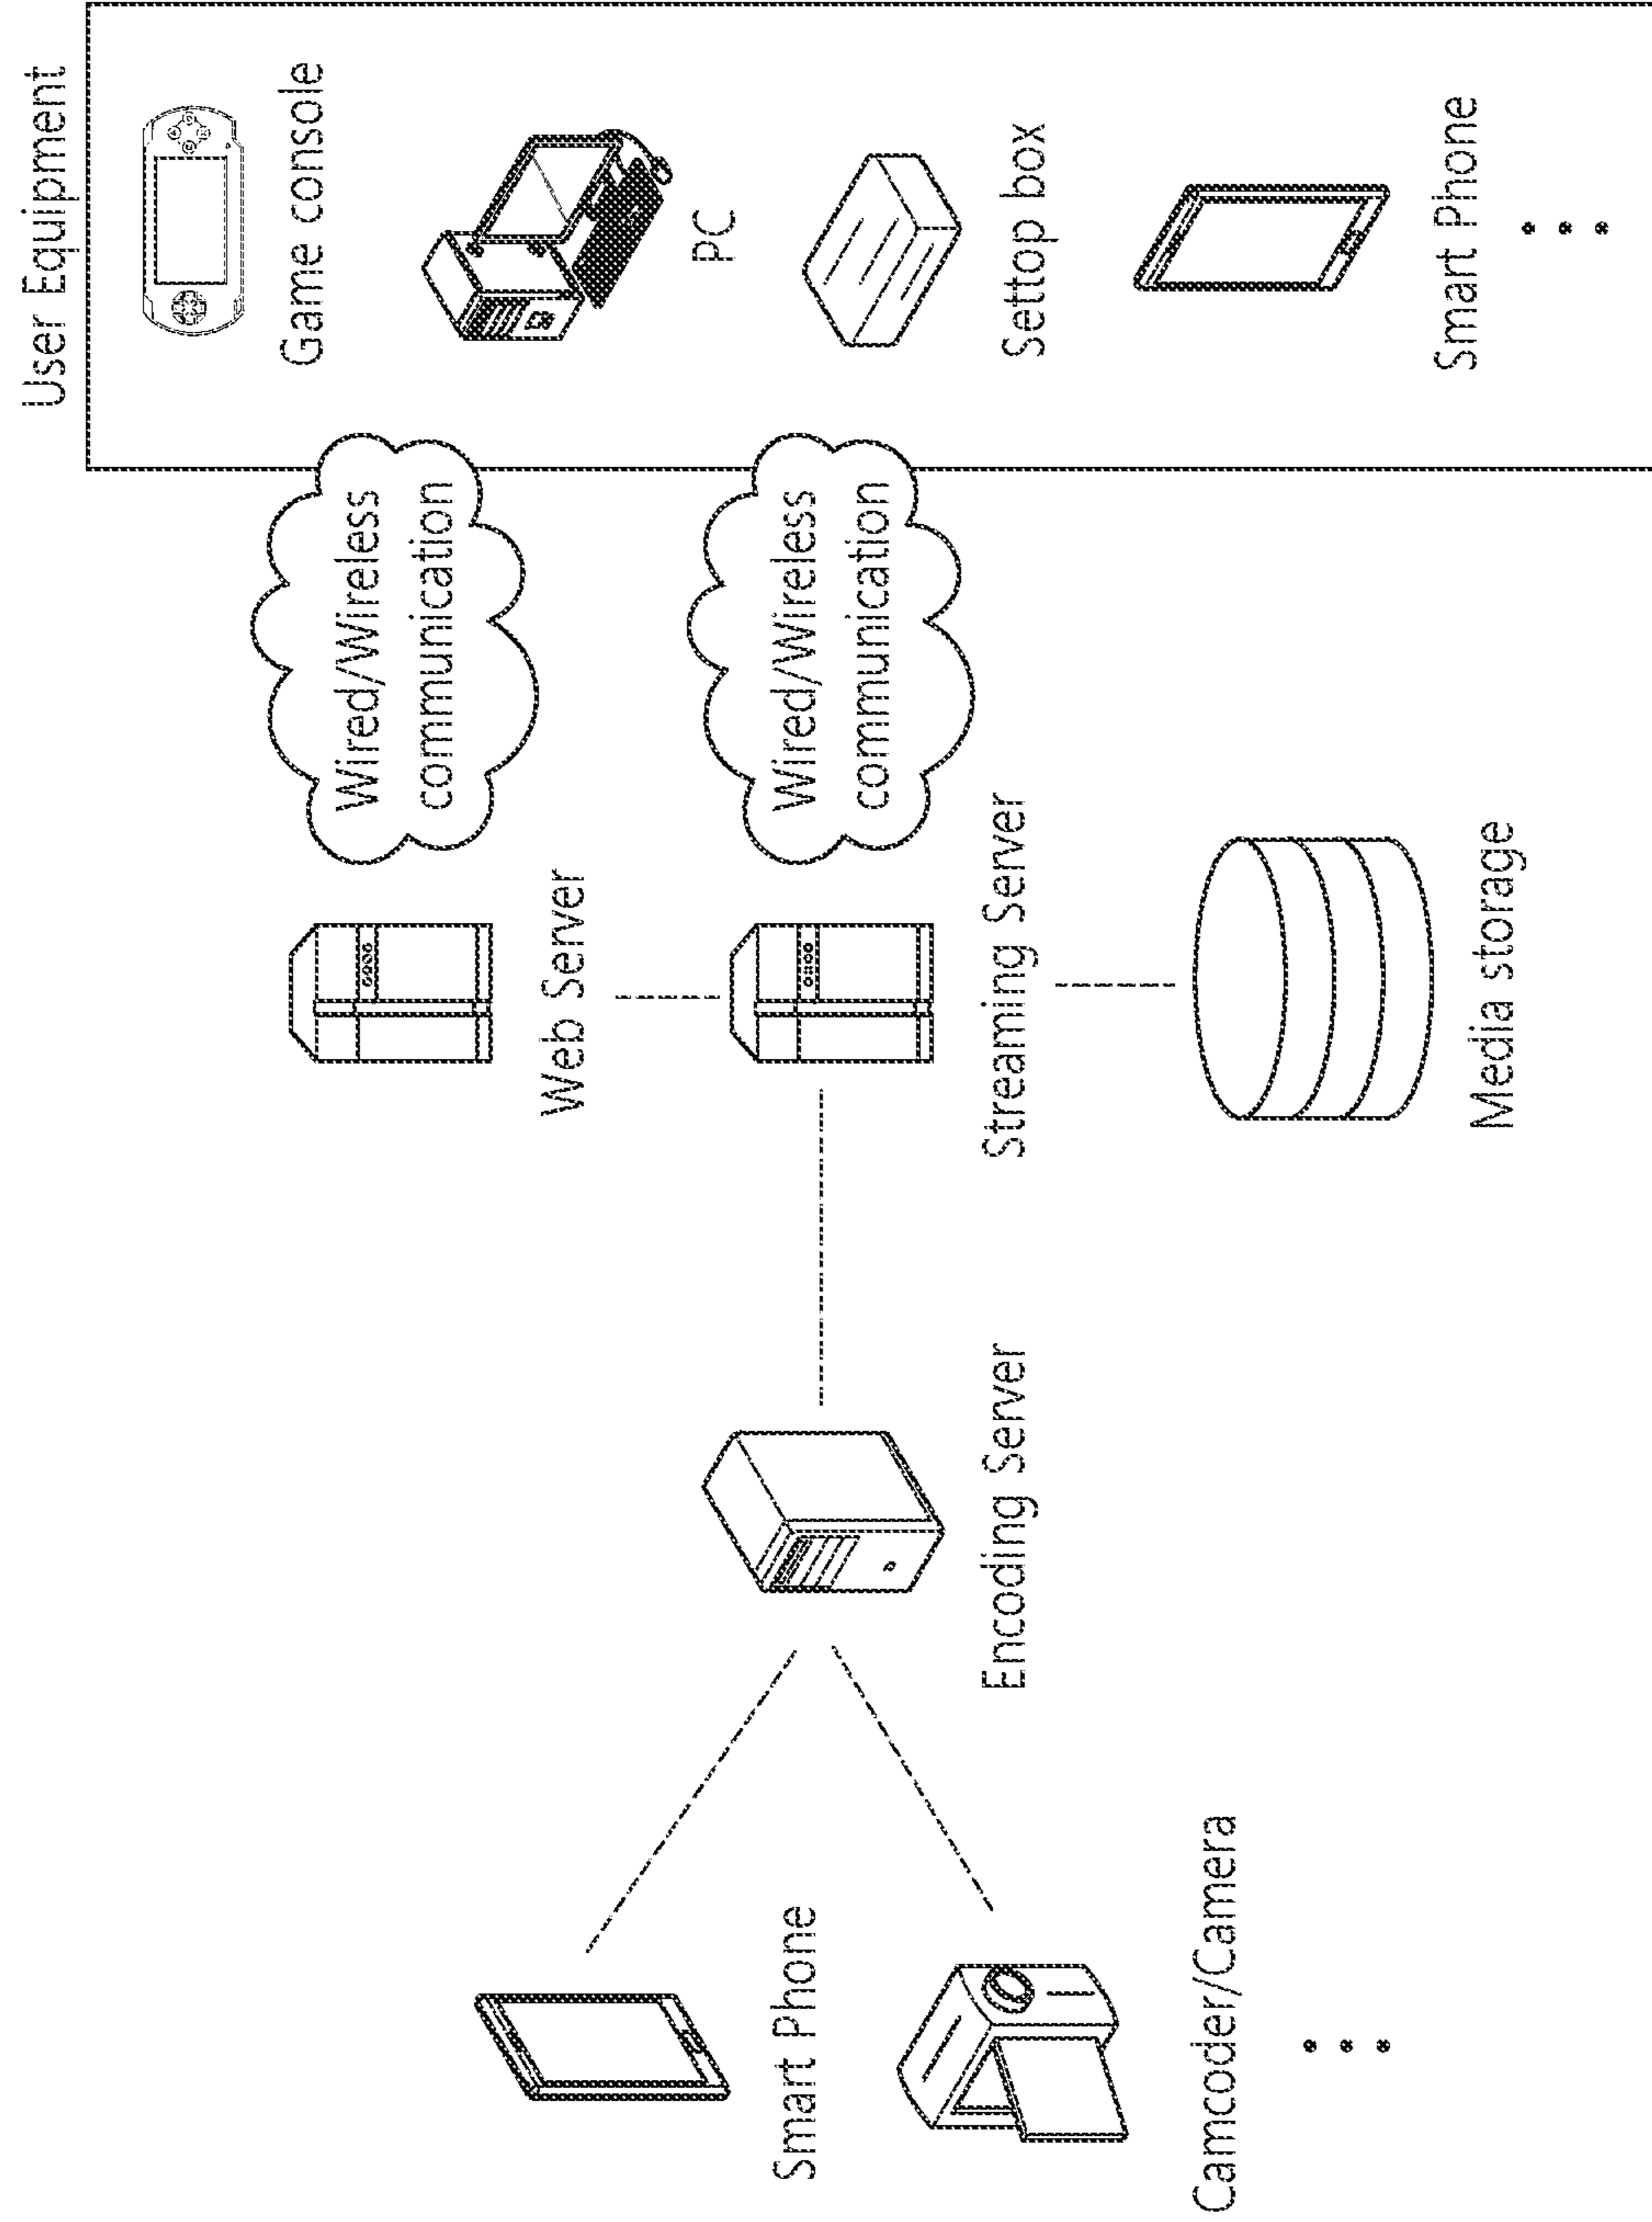 User Equipment
Game console
PC
Settop box
Smart Phone
Wired/Wireless
communication
Wired/Wireless
communication
Web Server
Streaming Server
Media storage
Encoding Server
Smart Phone
Camcoder/Camera